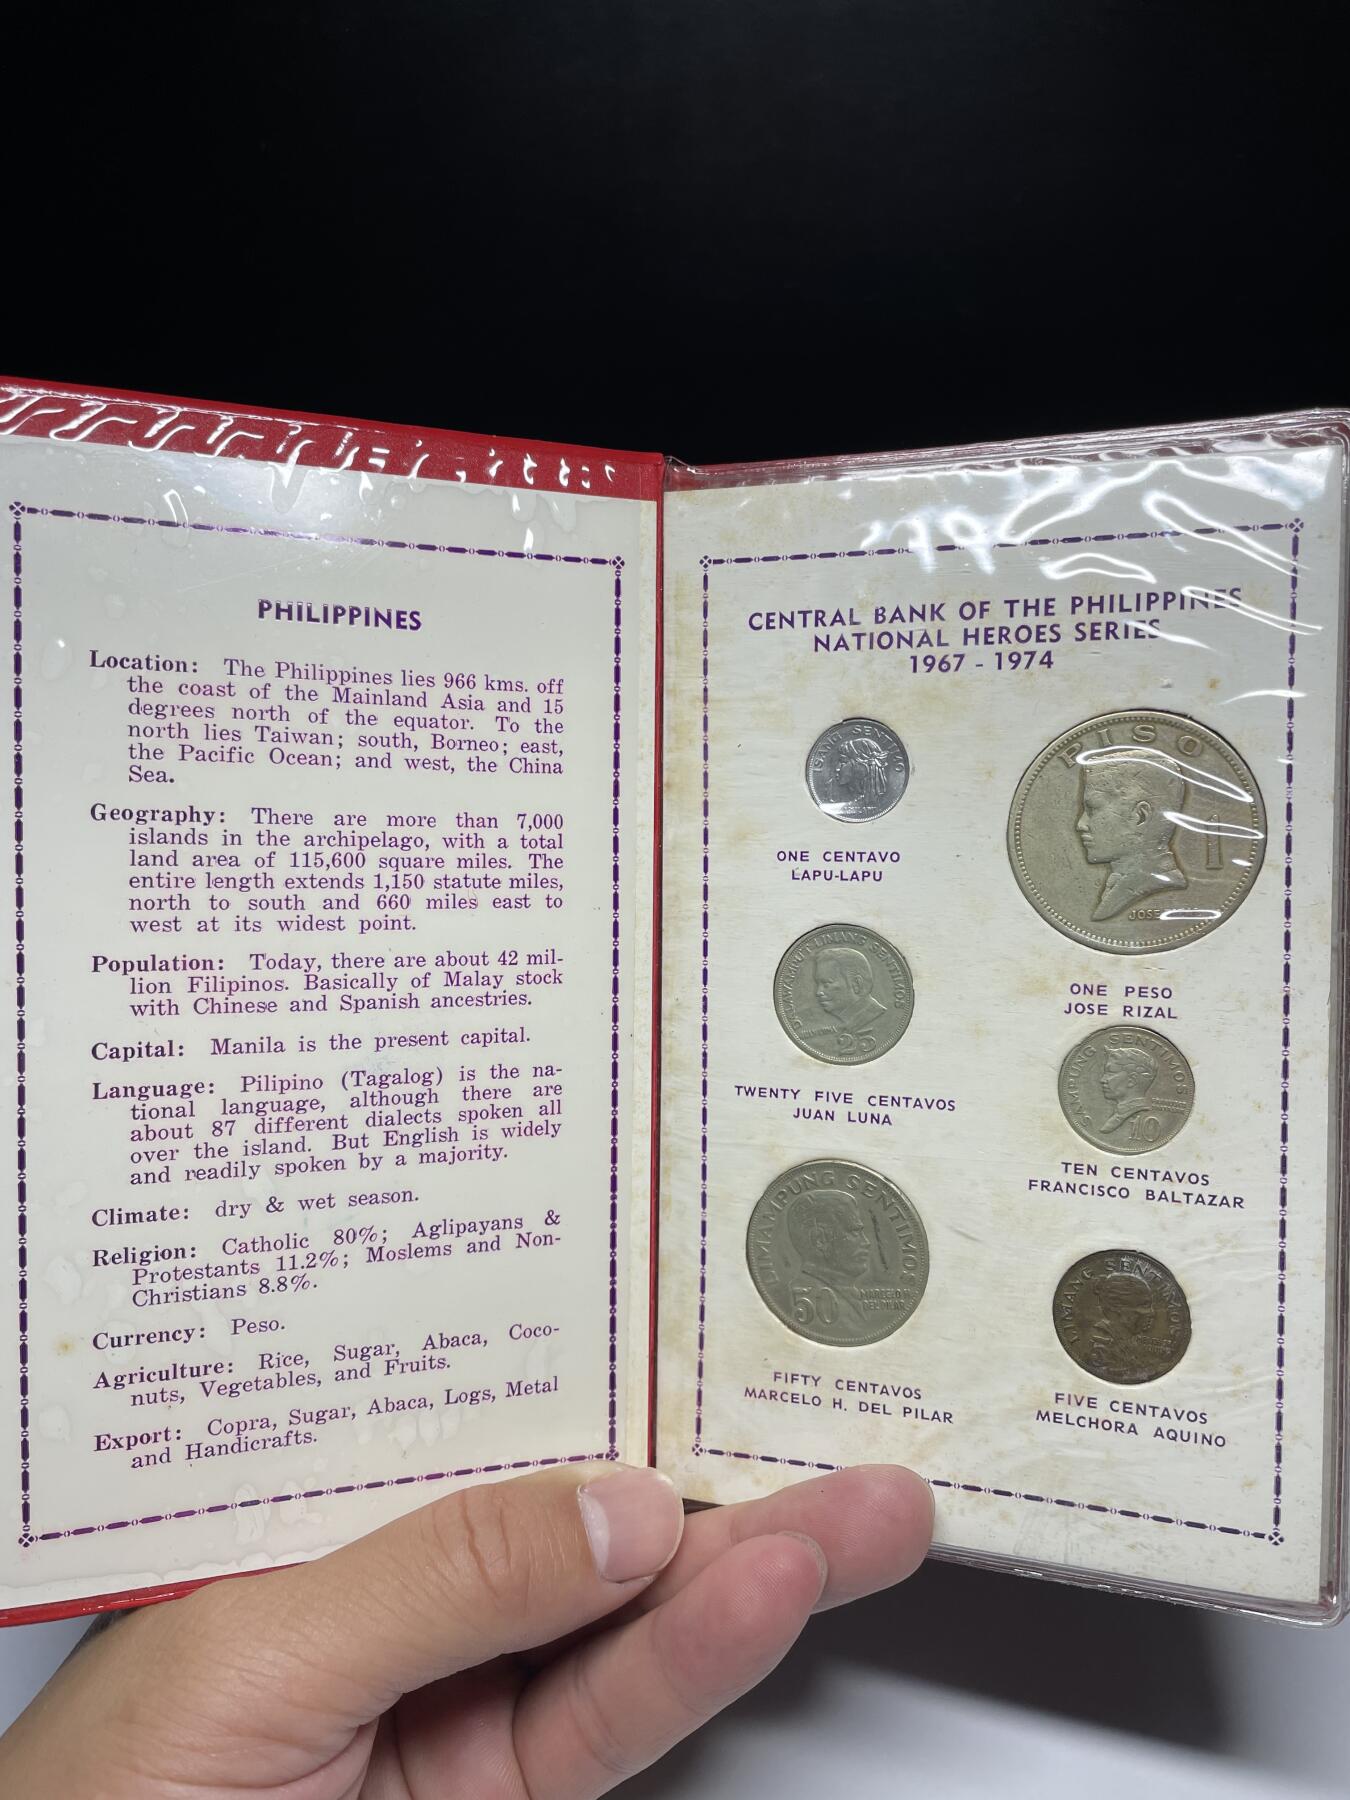 PHILIPPINES
Location: The Philippines lies 966 kms. off
the coast of the Mainland Asia and 15
degrees north of the equator. To the
north lies Taiwan; south, Borneo; east,
the Pacific Ocean; and west, the China
Sea.
Geography: There are more than 7,000
islands in the archipelago, with a total
land area of 115,600 square miles. The
entire length extends 1,150 statute miles,
north to south and 660 miles east to
west at its widest point.
Population: Today, there are about 42 mil-
lion Filipinos. Basically of Malay stock
with Chinese and Spanish ancestries.
Capital: Manila is the present capital.
Language: Pilipino (Tagalog) is the na-
tional language, although there are
about 87 different dialects spoken all
over the island. But English is widely
and readily spoken by a majority.
Climate: dry & wet season.
Religion: Catholic 80%; Aglipayans &
Protestants 11.2%; Moslems and Non-
Christians 8.8%.
Currency: Peso.
Agriculture: Rice, Sugar, Abaca, Coco-
nuts, Vegetables, and Fruits.
Export: Copra, Sugar, Abaca, Logs, Metal
and Handicrafts.
CENTRAL BANK OF THE PHILIPPINES
NATIONAL HEROES SERIES
1967 - 1974
ISANG SENTIMO
ONE CENTAVO
LAPU-LAPU
PISO
1
JOSE
ONE PESO
JOSE RIZAL
DALAWAMPU'T LIMANG SENTIMOS
25
TWENTY FIVE CENTAVOS
JUAN LUNA
SAMPUNG SENTIMOS
10
TEN CENTAVOS
FRANCISCO BALTAZAR
LIMAMPUNG SENTIMOS
50
MARCELO H.
DEL PILAR
FIFTY CENTAVOS
MARCELO H. DEL PILAR
LIMANG SENTIMOS
5
FIVE CENTAVOS
MELCHORA AQUINO